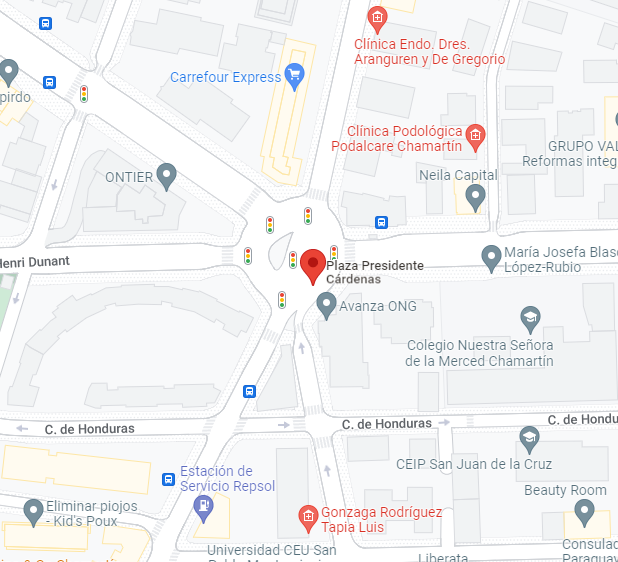 Clínica Endo. Dres.
Aranguren y De Gregorio
Carrefour Express
pirdo
Clínica Podológica
Podalcare Chamartín
GRUPO VAL
Reformas integ
ONTIER
Neila Capital
Henri Dunant
María Josefa Blasc
López-Rubio
Plaza Presidente
Cárdenas
Avanza ONG
Colegio Nuestra Señora
de la Merced Chamartín
C. de Honduras
C. de Honduras
C. de Hondu
CEIP San Juan de la Cruz
Estación de
Servicio Repsol
Beauty Room
Eliminar piojos
- Kid's Poux
Gonzaga Rodríguez
Tapia Luis
Universidad CEU San
Consulad
Paraguay
Liberata